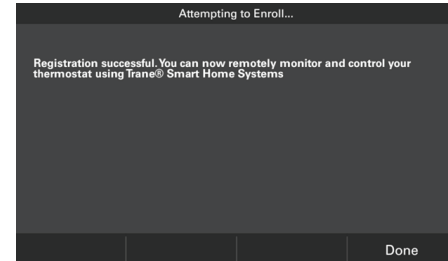 Attempting to Enroll...
Registration successful. You can now remotely monitor and control your
thermostat using Trane® Smart Home Systems
Done